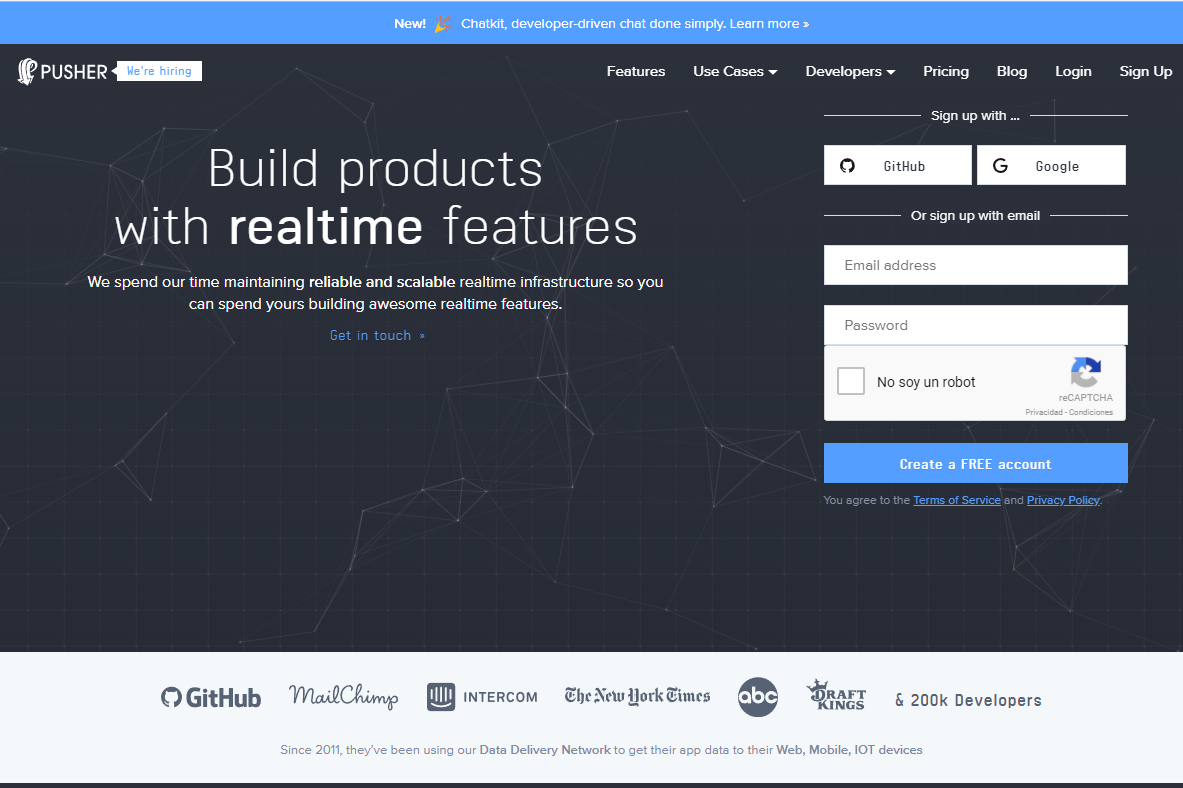 New! 🎉 Chatkit, developer-driven chat done simply. Learn more »
PUSHER We're hiring Features Use Cases Developers Pricing Blog Login Sign Up
Build products
with realtime features
We spend our time maintaining reliable and scalable realtime infrastructure so you
can spend yours building awesome realtime features.
Get in touch »
Sign up with ...
GitHub Google
Or sign up with email
Email address
Password
No soy un robot
reCAPTCHA
Privacidad - Condiciones
Create a FREE account
You agree to the Terms of Service and Privacy Policy.
GitHub MailChimp INTERCOM The New York Times abc DRAFT KINGS & 200k Developers
Since 2011, they've been using our Data Delivery Network to get their app data to their Web, Mobile, IOT devices